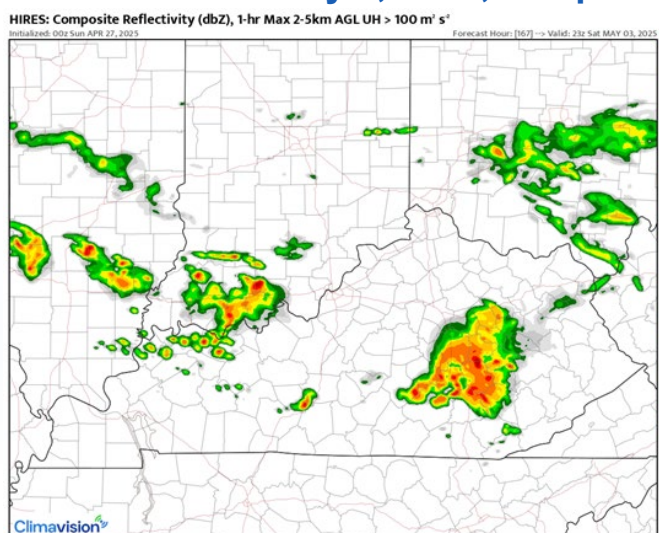 HIRES: Composite Reflectivity (dbZ), 1-hr Max 2-5km AGL UH > 100 m² s²
Initialized: 00z Sun APR 27, 2025
Forecast Hour: [167] --> Valid: 23z Sat MAY 03, 2025
Climavision